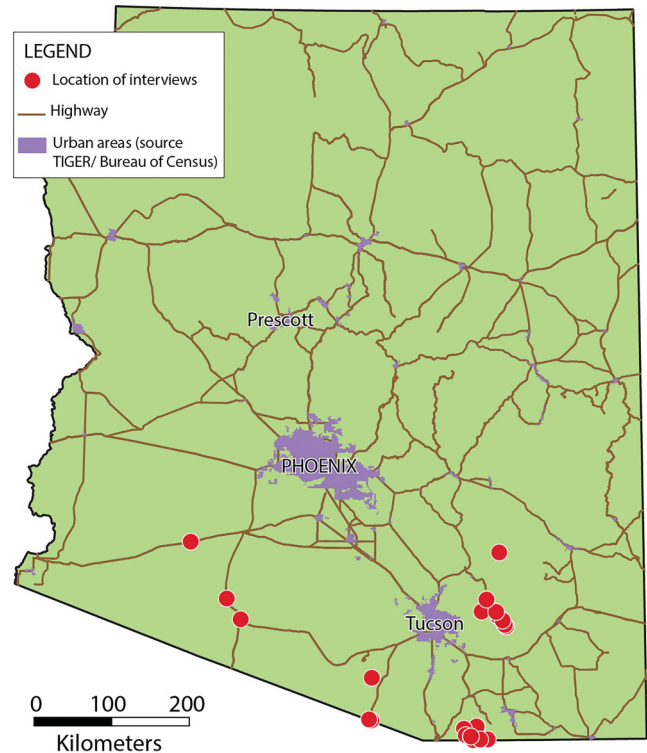 LEGEND
Location of interviews
Highway
Urban areas (source
TIGER/ Bureau of Census)
Prescott
PHOENIX
Tucson
0 100 200
Kilometers